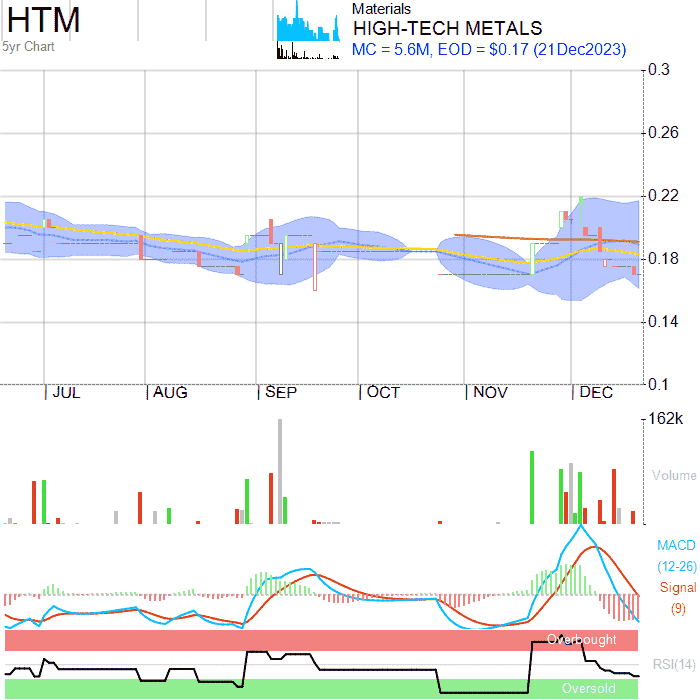 HTM
5yr Chart
Materials
HIGH-TECH METALS
MC = 5.6M, EOD = $0.17 (21Dec2023)
0.3
0.26
0.22
0.18
0.14
0.1
JUL AUG SEP OCT NOV DEC
162k
Volume
MACD
(12-26)
Signal
(9)
Overbought
RSI(14)
Oversold